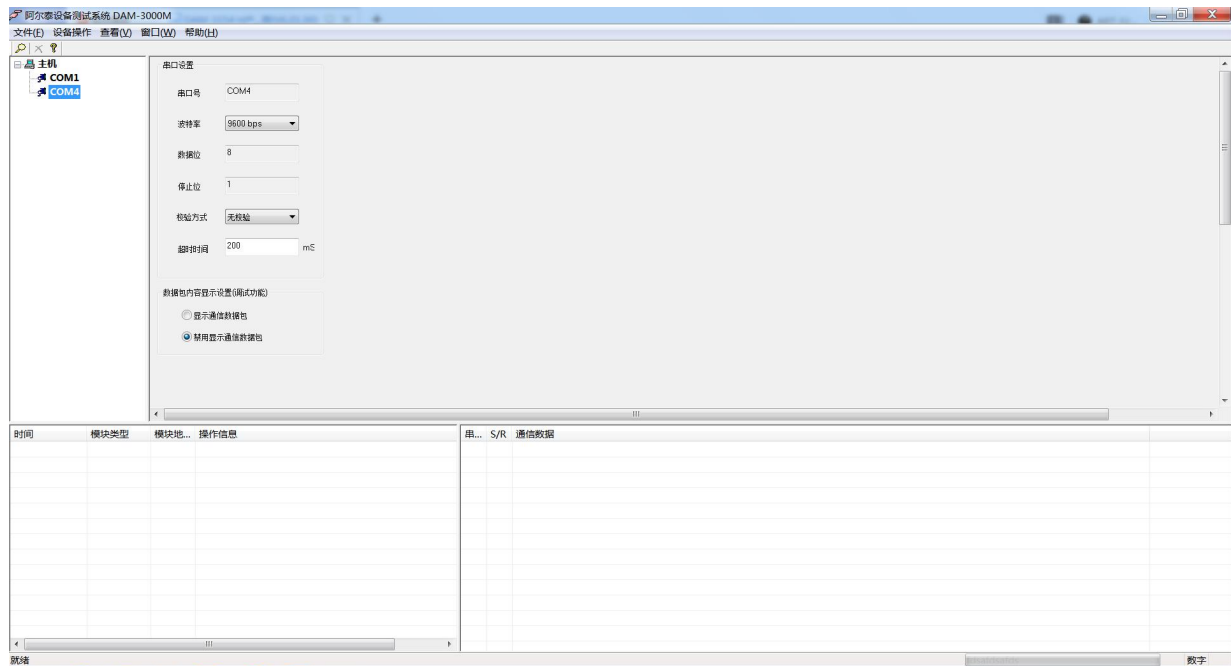 阿尔泰设备测试系统 DAM-3000M
文件(F) 设备操作 查看(V) 窗口(W) 帮助(H)
主机
COM1
COM4
串口设置
串口号 COM4
波特率 9600 bps
数据位 8
停止位 1
校验方式 无校验
超时时间 200 mS
数据包内容显示设置(调试功能)
显示通信数据包
禁用显示通信数据包
时间 模块类型 模块地... 操作信息
串... S/R 通信数据
就绪 数字